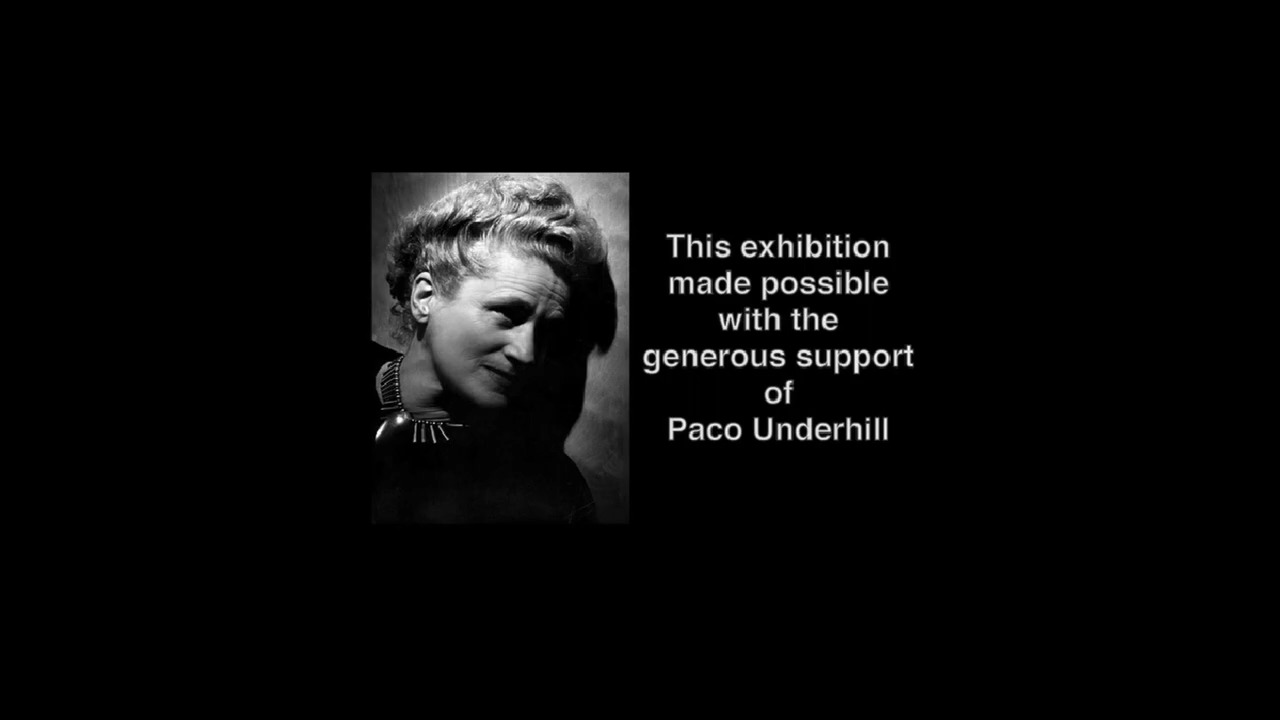 This exhibition
made possible
with the
generous support
of
Paco Underhill